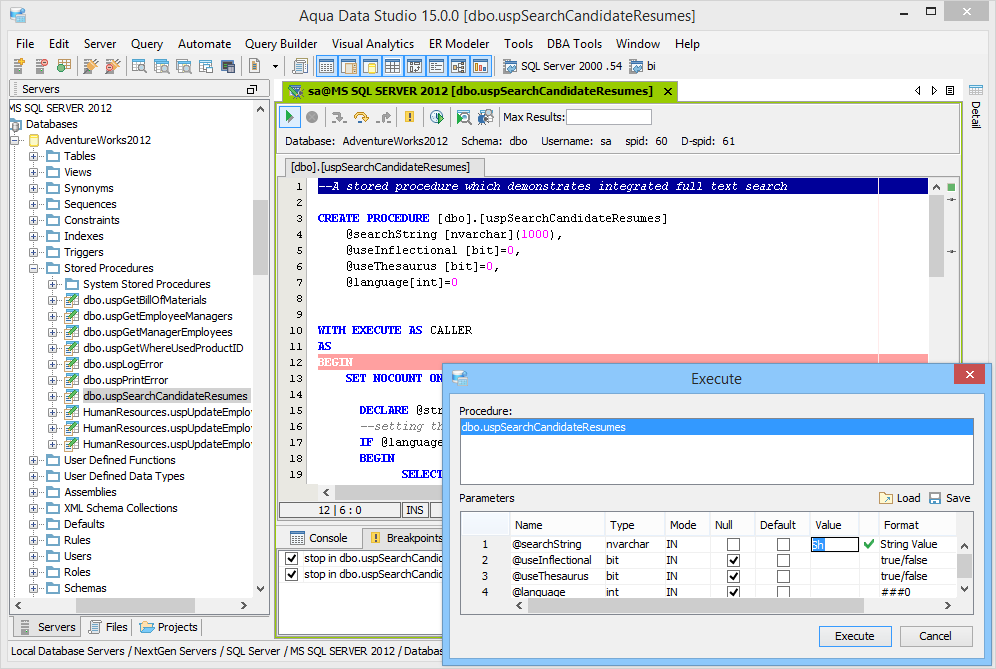 Aqua Data Studio 15.0.0 [dbo.uspSearchCandidateResumes]
File Edit Server Query Automate Query Builder Visual Analytics ER Modeler Tools DBA Tools Window Help
SQL Server 2000 .54 bi
Servers
MS SQL SERVER 2012
Databases
AdventureWorks2012
Tables
Views
Synonyms
Sequences
Constraints
Indexes
Triggers
Stored Procedures
System Stored Procedures
dbo.uspGetBillOfMaterials
dbo.uspGetEmployeeManagers
dbo.uspGetManagerEmployees
dbo.uspGetWhereUsedProductID
dbo.uspLogError
dbo.uspPrintError
dbo.uspSearchCandidateResumes
HumanResources.uspUpdateEmplo
HumanResources.uspUpdateEmplo
HumanResources.uspUpdateEmplo
User Defined Functions
User Defined Data Types
Assemblies
XML Schema Collections
Defaults
Rules
Users
Roles
Schemas
Servers Files Projects
sa@MS SQL SERVER 2012 [dbo.uspSearchCandidateResumes]
Detail
Max Results:
Database: AdventureWorks2012 Schema: dbo Username: sa spid: 60 D-spid: 61
[dbo].[uspSearchCandidateResumes]
1 --A stored procedure which demonstrates integrated full text search
2
3 CREATE PROCEDURE [dbo].[uspSearchCandidateResumes]
4 @searchString [nvarchar](1000),
5 @useInflectional [bit]=0,
6 @useThesaurus [bit]=0,
7 @language[int]=0
8
9
10 WITH EXECUTE AS CALLER
11 AS
12 BEGIN
13 SET NOCOUNT ON
14
15 DECLARE @str
16 --setting th
17 IF @language
18 BEGIN
19 SELECT
12 | 6 : 0 INS
Console Breakpoints
stop in dbo.uspSearchCandid
stop in dbo.uspSearchCandid
Execute
Procedure:
dbo.uspSearchCandidateResumes
Parameters Load Save
Name Type Mode Null Default Value Format
1 @searchString nvarchar IN Sh String Value
2 @useInflectional bit IN true/false
3 @useThesaurus bit IN true/false
4 @language int IN ###0
Execute Cancel
Local Database Servers / NextGen Servers / SQL Server / MS SQL SERVER 2012 / Databas